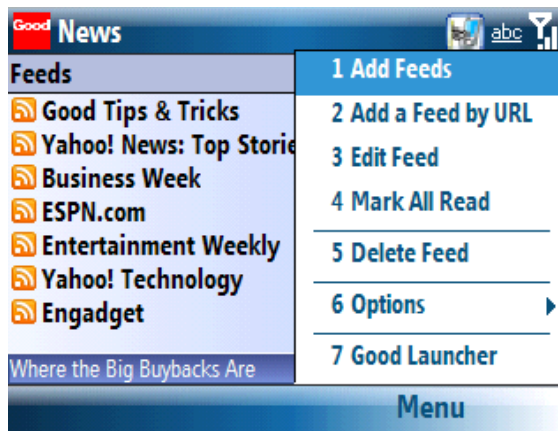 Good News
abc
Feeds
Good Tips & Tricks
Yahoo! News: Top Storie
Business Week
ESPN.com
Entertainment Weekly
Yahoo! Technology
Engadget
Where the Big Buybacks Are
1 Add Feeds
2 Add a Feed by URL
3 Edit Feed
4 Mark All Read
5 Delete Feed
6 Options
7 Good Launcher
Menu